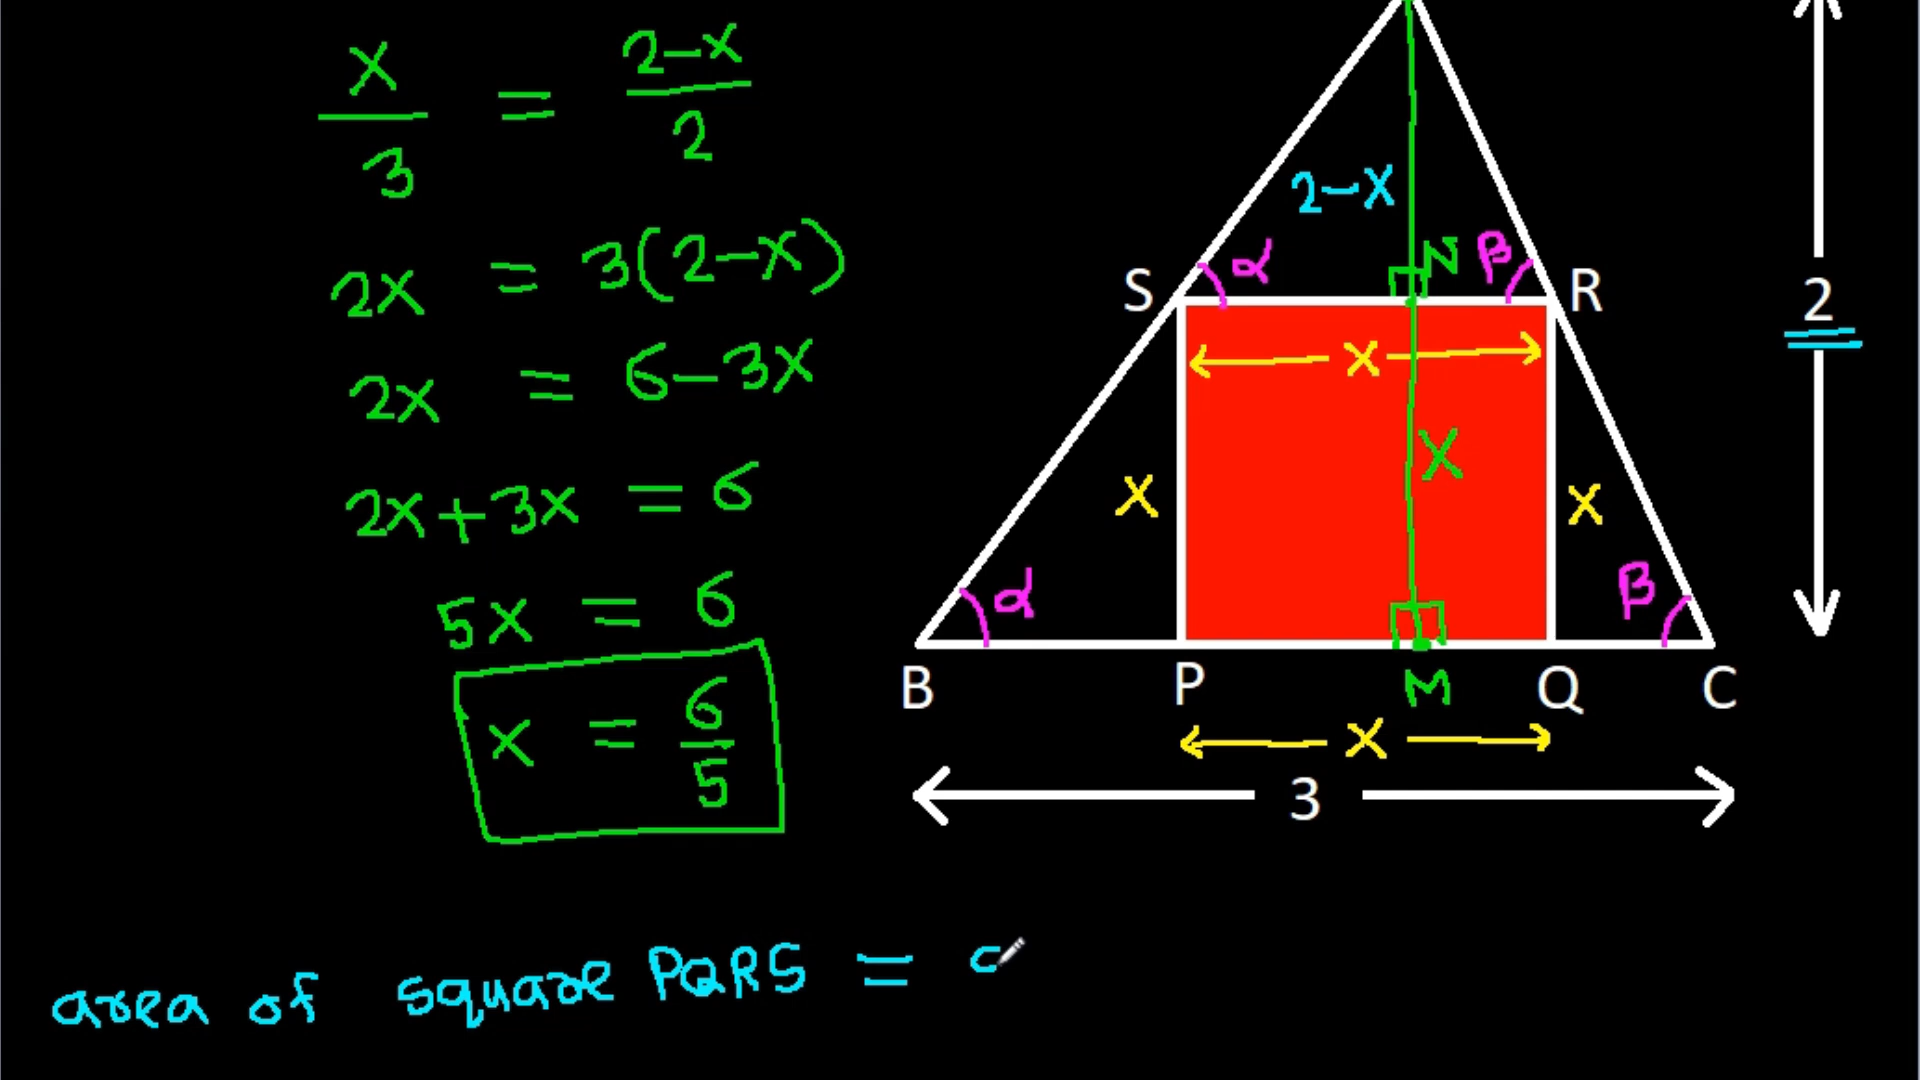 x/3 = 2-x/2
2x = 3(2-x)
2x = 6-3x
2x+3x = 6
5x = 6
x = 6/5
area of square PQRS =
2-x
α N β
S R
2
x
x x x
α β
B P M Q C
x
3